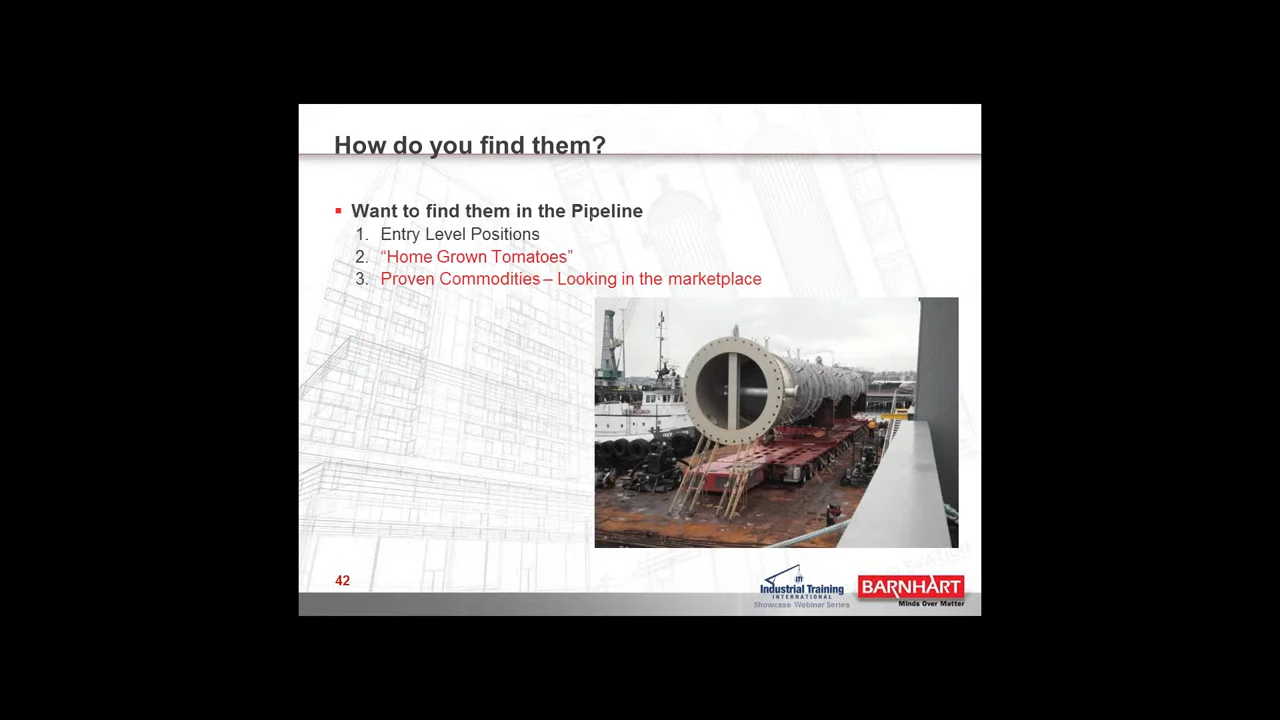 How do you find them?
▪ Want to find them in the Pipeline
1. Entry Level Positions
2. “Home Grown Tomatoes”
3. Proven Commodities – Looking in the marketplace
42
Industrial Training
INTERNATIONAL
Showcase Webinar Series
BARNHART
Minds Over Matter